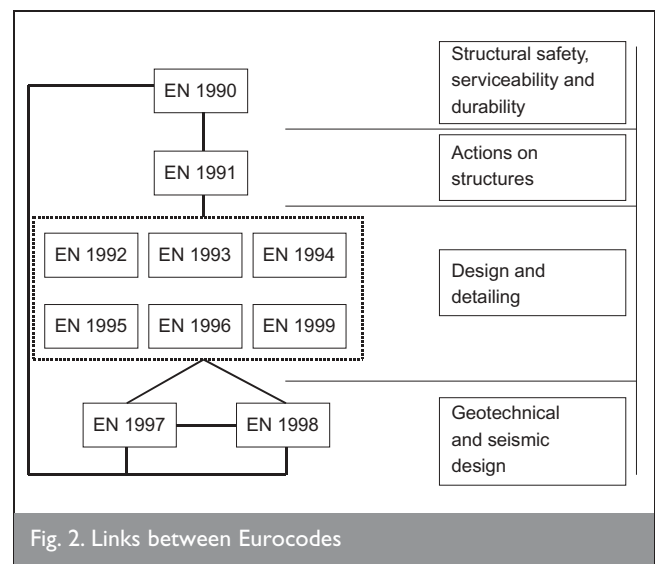 EN 1990
Structural safety,
serviceability and
durability
EN 1991
Actions on
structures
EN 1992 EN 1993 EN 1994
EN 1995 EN 1996 EN 1999
Design and
detailing
EN 1997 EN 1998
Geotechnical
and seismic
design
Fig. 2. Links between Eurocodes